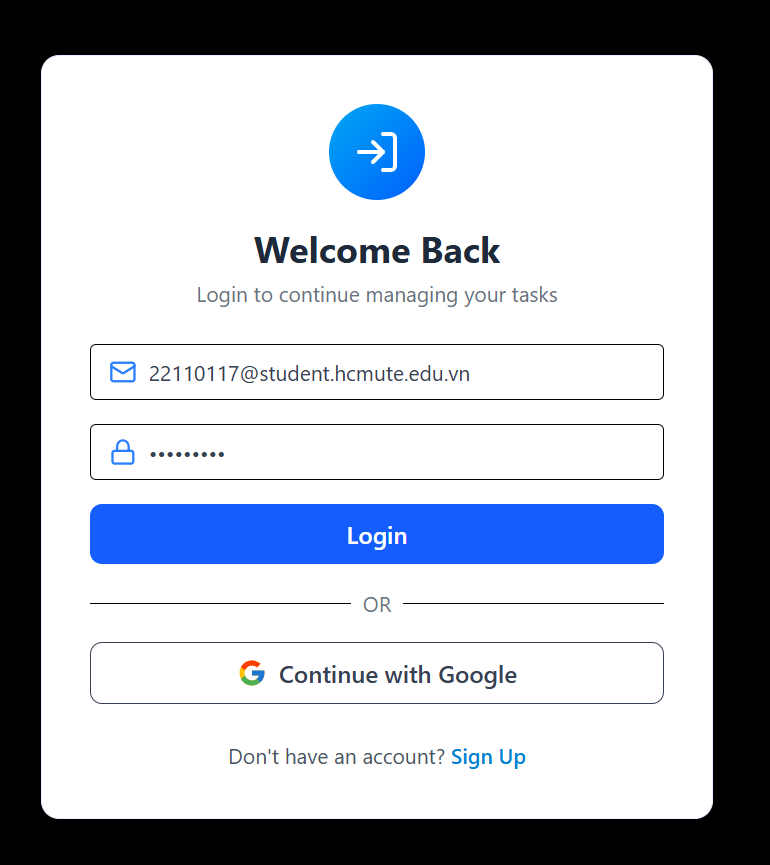 Welcome Back
Login to continue managing your tasks
22110117@student.hcmute.edu.vn
•••••••••
Login
OR
Continue with Google
Don't have an account? Sign Up